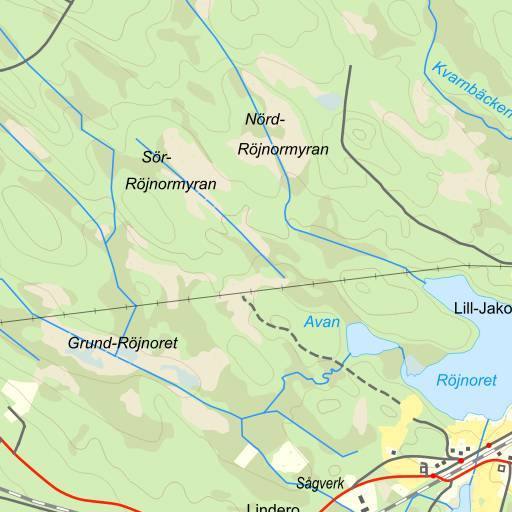 Kvarnbäcken
Nörd-
Röjnormyran
Sör-
Röjnormyran
Lill-Jako
Avan
Grund-Röjnoret
Röjnoret
Sågverk
Lindero